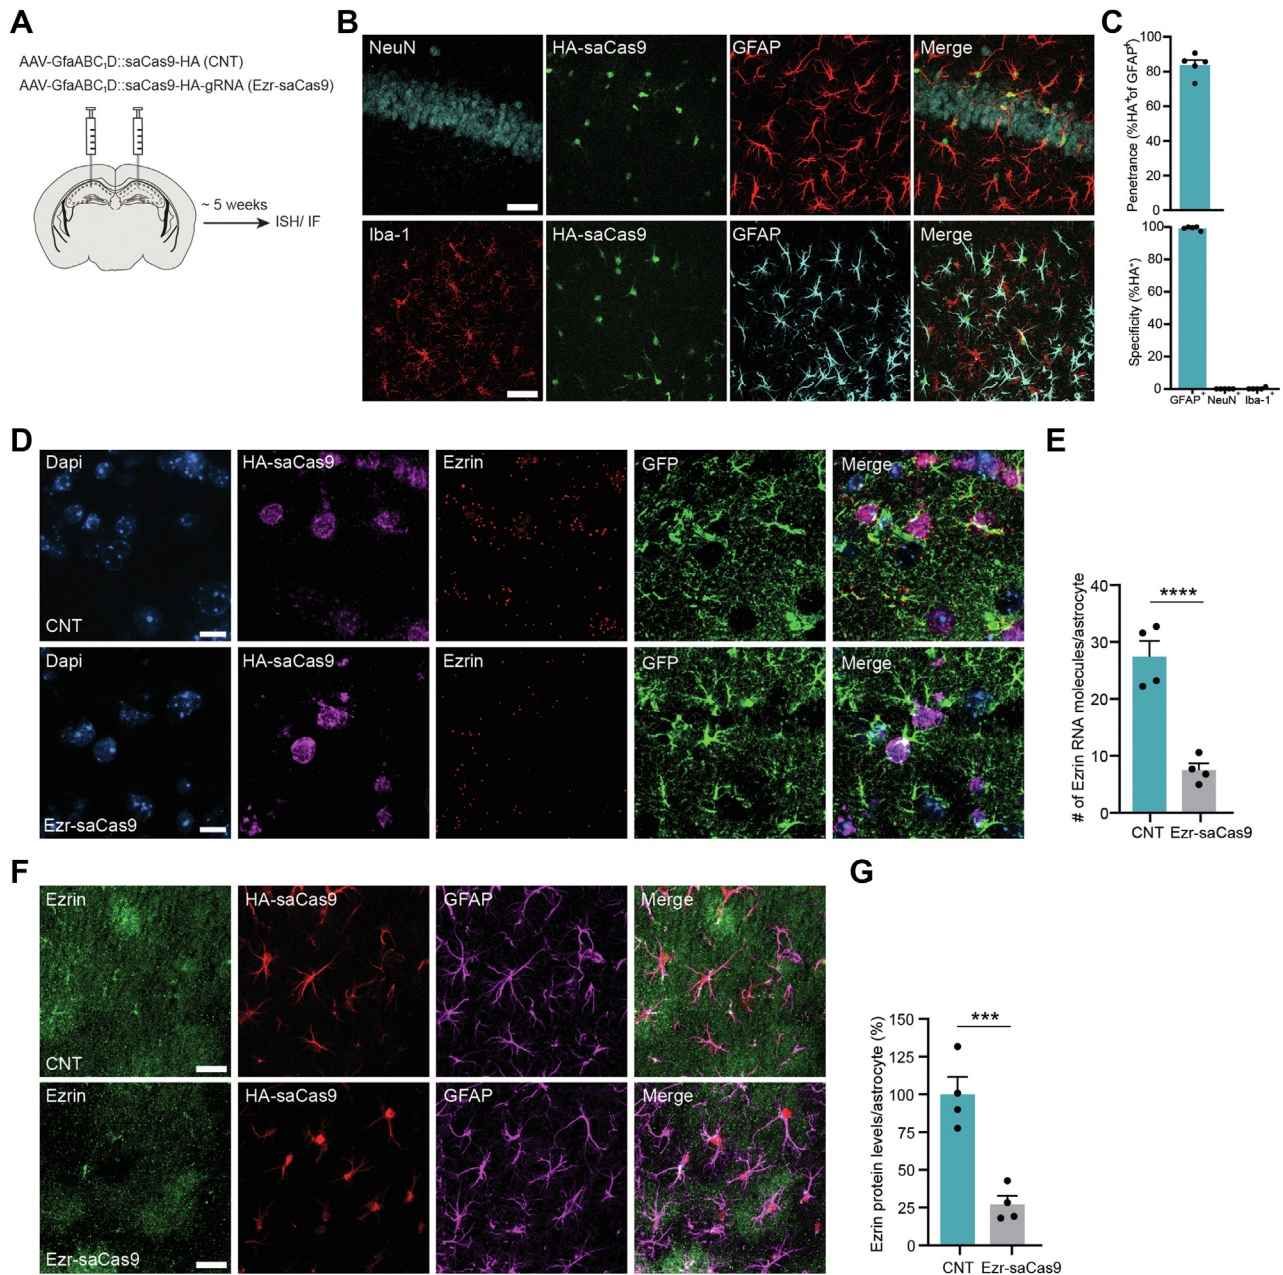 A
AAV-GfaABC₁D::saCas9-HA (CNT)
AAV-GfaABC₁D::saCas9-HA-gRNA (Ezr-saCas9)
~ 5 weeks
ISH/ IF
B
NeuN
HA-saCas9
GFAP
Merge
Iba-1
HA-saCas9
GFAP
Merge
C
Penetrance (%HA⁺of GFAP⁺)
100
80
60
40
20
0
Specificity (%HA⁺)
100
80
60
40
20
0
GFAP⁺
NeuN⁺
Iba-1⁺
D
Dapi
HA-saCas9
Ezrin
GFP
Merge
CNT
Dapi
HA-saCas9
Ezrin
GFP
Merge
Ezr-saCas9
E
# of Ezrin RNA molecules/astrocyte
40
30
20
10
0
****
CNT
Ezr-saCas9
F
Ezrin
HA-saCas9
GFAP
Merge
CNT
Ezrin
HA-saCas9
GFAP
Merge
Ezr-saCas9
G
Ezrin protein levels/astrocyte (%)
150
125
100
75
50
25
0
***
CNT
Ezr-saCas9